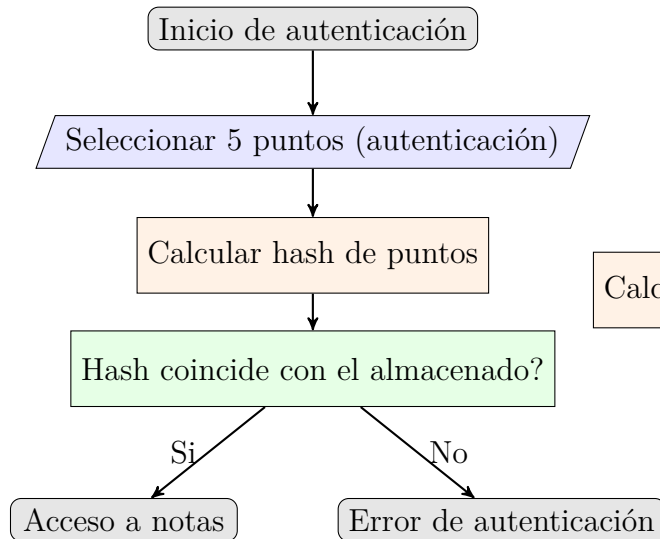 Inicio de autenticación
Seleccionar 5 puntos (autenticación)
Calcular hash de puntos
Hash coincide con el almacenado?
Si
No
Acceso a notas
Error de autenticación